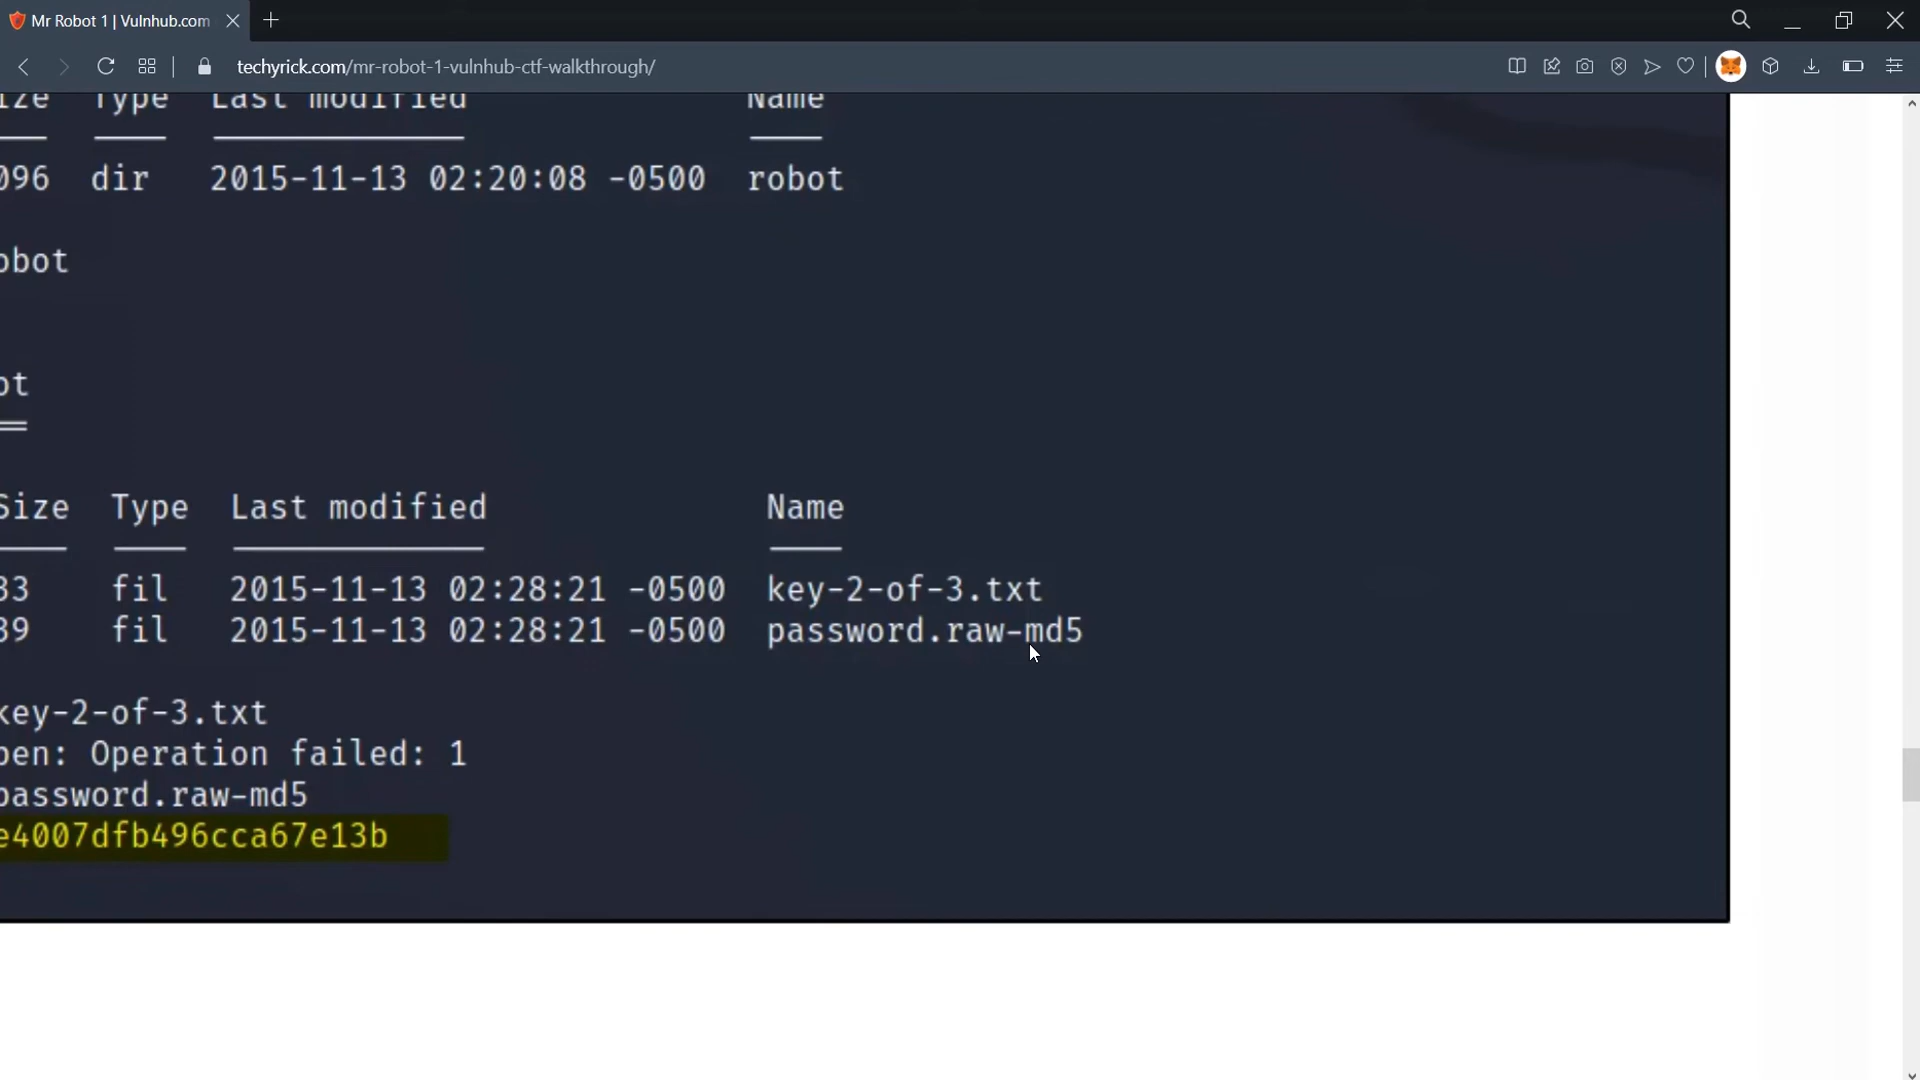 Mr Robot 1 | Vulnhub.com
techyrick.com/mr-robot-1-vulnhub-ctf-walkthrough/
ize Type Last modified Name
096 dir 2015-11-13 02:20:08 -0500 robot
obot
ot
==
Size Type Last modified Name
33 fil 2015-11-13 02:28:21 -0500 key-2-of-3.txt
39 fil 2015-11-13 02:28:21 -0500 password.raw-md5
key-2-of-3.txt
pen: Operation failed: 1
password.raw-md5
e4007dfb496cca67e13b